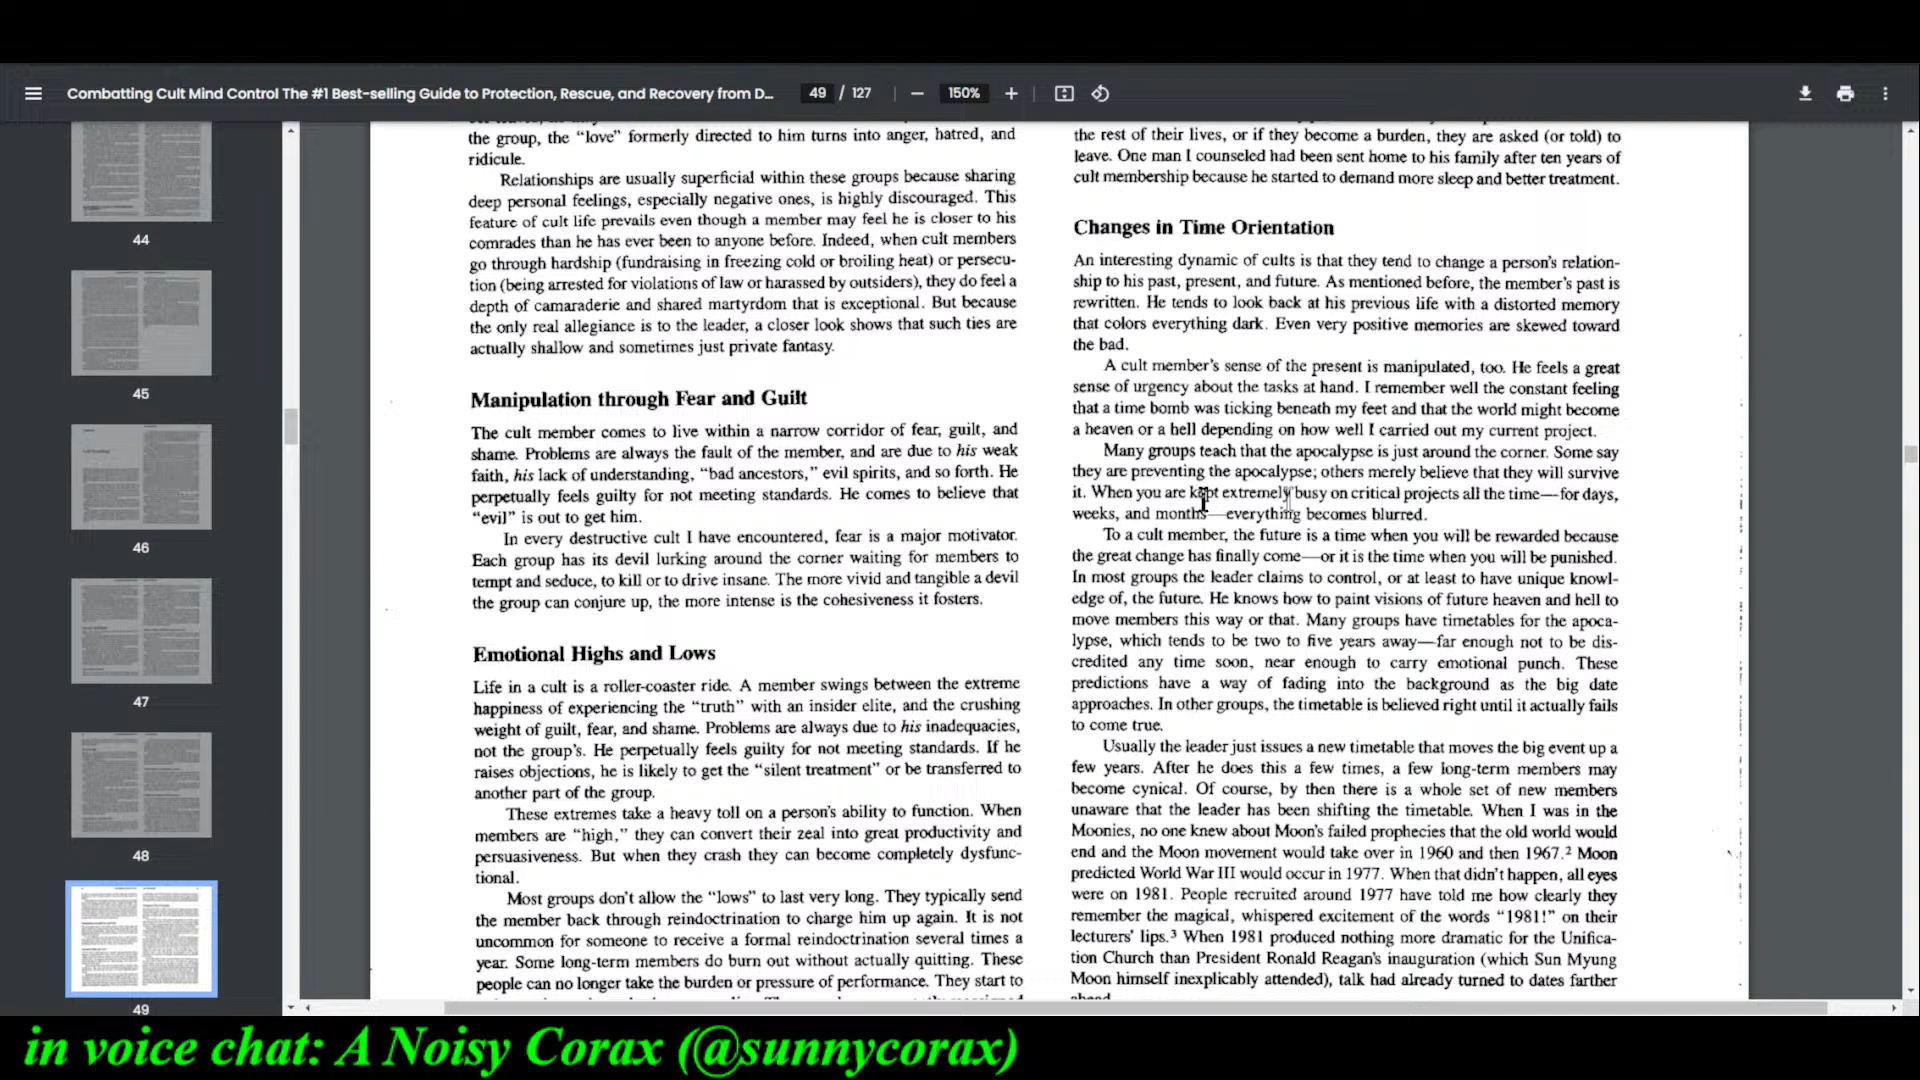 Combatting Cult Mind Control The #1 Best-selling Guide to Protection, Rescue, and Recovery from D...
49 / 127
150%
44
45
46
47
48
49
the group, the “love” formerly directed to him turns into anger, hatred, and
ridicule.
Relationships are usually superficial within these groups because sharing
deep personal feelings, especially negative ones, is highly discouraged. This
feature of cult life prevails even though a member may feel he is closer to his
comrades than he has ever been to anyone before. Indeed, when cult members
go through hardship (fundraising in freezing cold or broiling heat) or persecu-
tion (being arrested for violations of law or harassed by outsiders), they do feel a
depth of camaraderie and shared martyrdom that is exceptional. But because
the only real allegiance is to the leader, a closer look shows that such ties are
actually shallow and sometimes just private fantasy.
Manipulation through Fear and Guilt
The cult member comes to live within a narrow corridor of fear, guilt, and
shame. Problems are always the fault of the member, and are due to his weak
faith, his lack of understanding, “bad ancestors,” evil spirits, and so forth. He
perpetually feels guilty for not meeting standards. He comes to believe that
“evil” is out to get him.
In every destructive cult I have encountered, fear is a major motivator.
Each group has its devil lurking around the corner waiting for members to
tempt and seduce, to kill or to drive insane. The more vivid and tangible a devil
the group can conjure up, the more intense is the cohesiveness it fosters.
Emotional Highs and Lows
Life in a cult is a roller-coaster ride. A member swings between the extreme
happiness of experiencing the “truth” with an insider elite, and the crushing
weight of guilt, fear, and shame. Problems are always due to his inadequacies,
not the group’s. He perpetually feels guilty for not meeting standards. If he
raises objections, he is likely to get the “silent treatment” or be transferred to
another part of the group.
These extremes take a heavy toll on a person’s ability to function. When
members are “high,” they can convert their zeal into great productivity and
persuasiveness. But when they crash they can become completely dysfunc-
tional.
Most groups don’t allow the “lows” to last very long. They typically send
the member back through reindoctrination to charge him up again. It is not
uncommon for someone to receive a formal reindoctrination several times a
year. Some long-term members do burn out without actually quitting. These
people can no longer take the burden or pressure of performance. They start to
the rest of their lives, or if they become a burden, they are asked (or told) to
leave. One man I counseled had been sent home to his family after ten years of
cult membership because he started to demand more sleep and better treatment.
Changes in Time Orientation
An interesting dynamic of cults is that they tend to change a person’s relation-
ship to his past, present, and future. As mentioned before, the member’s past is
rewritten. He tends to look back at his previous life with a distorted memory
that colors everything dark. Even very positive memories are skewed toward
the bad.
A cult member’s sense of the present is manipulated, too. He feels a great
sense of urgency about the tasks at hand. I remember well the constant feeling
that a time bomb was ticking beneath my feet and that the world might become
a heaven or a hell depending on how well I carried out my current project.
Many groups teach that the apocalypse is just around the corner. Some say
they are preventing the apocalypse; others merely believe that they will survive
it. When you are kept extremely busy on critical projects all the time—for days,
weeks, and months—everything becomes blurred.
To a cult member, the future is a time when you will be rewarded because
the great change has finally come—or it is the time when you will be punished.
In most groups the leader claims to control, or at least to have unique knowl-
edge of, the future. He knows how to paint visions of future heaven and hell to
move members this way or that. Many groups have timetables for the apoca-
lypse, which tends to be two to five years away—far enough not to be dis-
credited any time soon, near enough to carry emotional punch. These
predictions have a way of fading into the background as the big date
approaches. In other groups, the timetable is believed right until it actually fails
to come true.
Usually the leader just issues a new timetable that moves the big event up a
few years. After he does this a few times, a few long-term members may
become cynical. Of course, by then there is a whole set of new members
unaware that the leader has been shifting the timetable. When I was in the
Moonies, no one knew about Moon’s failed prophecies that the old world would
end and the Moon movement would take over in 1960 and then 1967.² Moon
predicted World War III would occur in 1977. When that didn’t happen, all eyes
were on 1981. People recruited around 1977 have told me how clearly they
remember the magical, whispered excitement of the words “1981!” on their
lecturers’ lips.³ When 1981 produced nothing more dramatic for the Unifica-
tion Church than President Ronald Reagan’s inauguration (which Sun Myung
Moon himself inexplicably attended), talk had already turned to dates farther
in voice chat: A Noisy Corax (@sunnycorax)